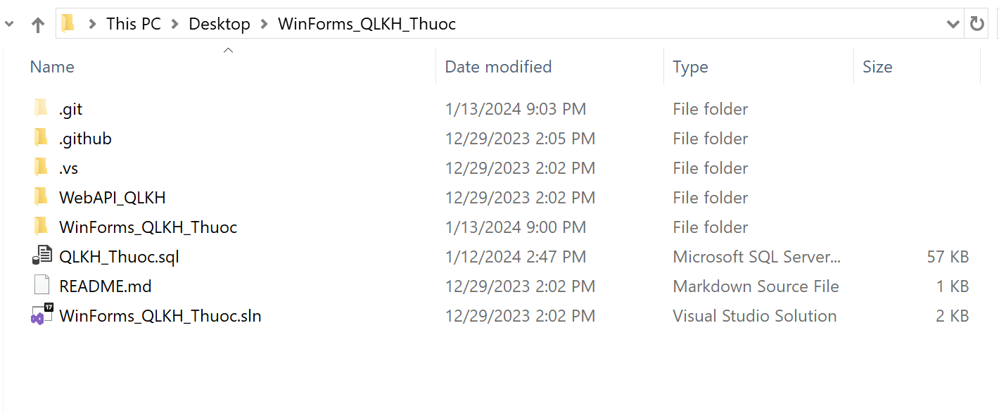 This PC Desktop WinForms_QLKH_Thuoc
Name Date modified Type Size
.git 1/13/2024 9:03 PM File folder
.github 12/29/2023 2:05 PM File folder
.vs 12/29/2023 2:02 PM File folder
WebAPI_QLKH 12/29/2023 2:02 PM File folder
WinForms_QLKH_Thuoc 1/13/2024 9:00 PM File folder
QLKH_Thuoc.sql 1/12/2024 2:47 PM Microsoft SQL Server... 57 KB
README.md 12/29/2023 2:02 PM Markdown Source File 1 KB
17
WinForms_QLKH_Thuoc.sln 12/29/2023 2:02 PM Visual Studio Solution 2 KB